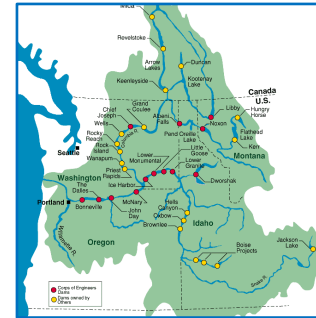 Mica
Revelstoke
Duncan
Arrow
Lakes
Keenleyside
Kootenay
Lake
Canada
U.S.
Grand
Coulee
Chief
Joseph
Wells
Albeni
Falls
Libby
Hungry
Horse
Noxon
Rocky
Reach
Rock
Island
Wanapum
Pend Oreille
Lake
Flathead
Lake
Kerr
Seattle
Little
Goose
Lower
Granite
Lower
Monumental
Montana
Priest
Rapids
Washington
Ice Harbor
Dworshak
The
Dalles
Portland
McNary
Bonneville
John
Day
Hells
Canyon
Oxbow
Brownlee
Idaho
Willamette R.
Oregon
Boise
Projects
Jackson
Lake
Snake R.
Corps of Engineers
Dams
Dams owned by
Others